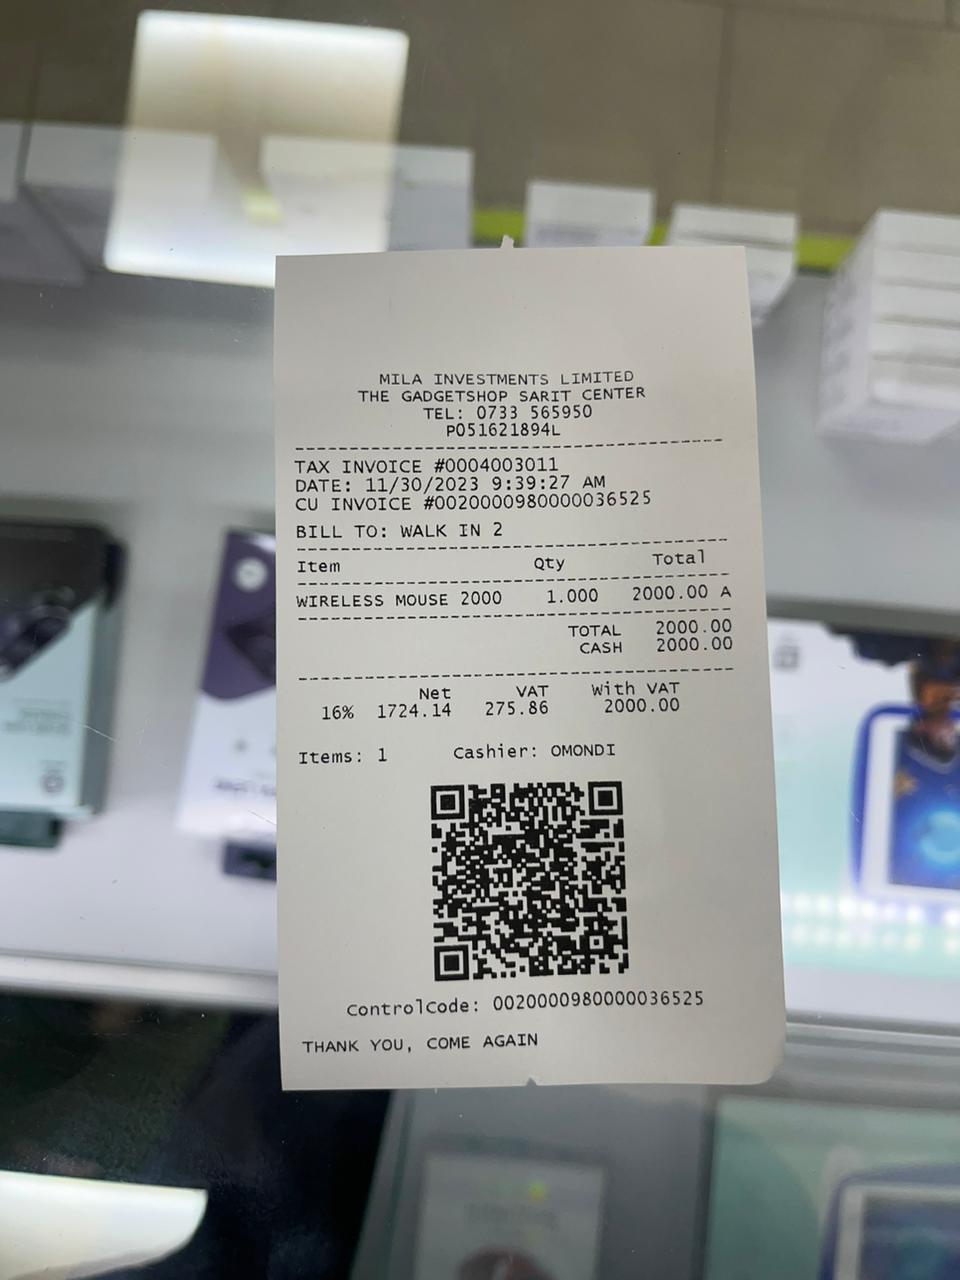 MILA INVESTMENTS LIMITED
THE GADGETSHOP SARIT CENTER
TEL: 0733 565950
P051621894L
TAX INVOICE #0004003011
DATE: 11/30/2023 9:39:27 AM
CU INVOICE #0020000980000036525
BILL TO: WALK IN 2
Item Qty Total
WIRELESS MOUSE 2000 1.000 2000.00 A
TOTAL 2000.00
CASH 2000.00
Net VAT With VAT
16% 1724.14 275.86 2000.00
Items: 1 Cashier: OMONDI
ControlCode: 0020000980000036525
THANK YOU, COME AGAIN